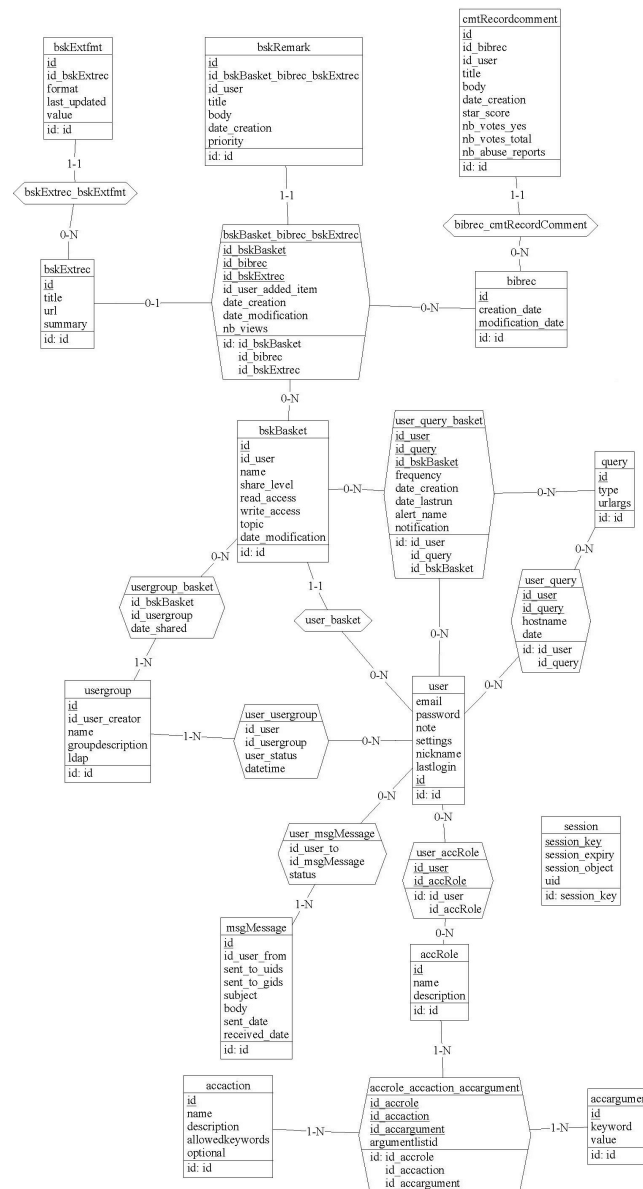 bskExtfmt
id
id_bskExtrec
format
last_updated
value
id: id
bskRemark
id
id_bskBasket_bibrec_bskExtrec
id_user
title
body
date_creation
priority
id: id
cmtRecordcomment
id
id_bibrec
id_user
title
body
date_creation
star_score
nb_votes_yes
nb_votes_total
nb_abuse_reports
id: id
1-1
bskExtrec_bskExtfmt
0-N
1-1
1-1
bibrec_cmtRecordComment
0-N
bskExtrec
id
title
url
summary
id: id
0-1
bskBasket_bibrec_bskExtrec
id_bskBasket
id_bibrec
id_bskExtrec
id_user_added_item
date_creation
date_modification
nb_views
id: id_bskBasket
id_bibrec
id_bskExtrec
0-N
bibrec
id
creation_date
modification_date
id: id
0-N
bskBasket
id
id_user
name
share_level
read_access
write_access
topic
date_modification
id: id
0-N
user_query_basket
id_user
id_query
id_bskBasket
frequency
date_creation
date_lastrun
alert_name
notification
id: id_user
id_query
id_bskBasket
0-N
query
id
type
urlargs
id: id
0-N
user_query
id_user
id_query
hostname
date
id: id_user
id_query
0-N
0-N
usergroup_basket
id_bskBasket
id_usergroup
date_shared
1-N
1-1
user_basket
0-N
0-N
usergroup
id
id_user_creator
name
groupdescription
ldap
id: id
1-N
user_usergroup
id_user
id_usergroup
user_status
datetime
0-N
user
email
password
note
settings
nickname
lastlogin
id
id: id
0-N
user_msgMessage
id_user_to
id_msgMessage
status
1-N
msgMessage
id
id_user_from
sent_to_uids
sent_to_gids
subject
body
sent_date
received_date
id: id
0-N
user_accRole
id_user
id_accRole
id: id_user
id_accRole
0-N
session
session_key
session_expiry
session_object
uid
id: session_key
accRole
id
name
description
id: id
1-N
accaction
id
name
description
allowedkeywords
optional
id: id
1-N
accrole_accaction_accargument
id_accrole
id_accaction
id_accargument
argumentlistid
id: id_accrole
id_accaction
id_accargument
1-N
accargument
id
keyword
value
id: id